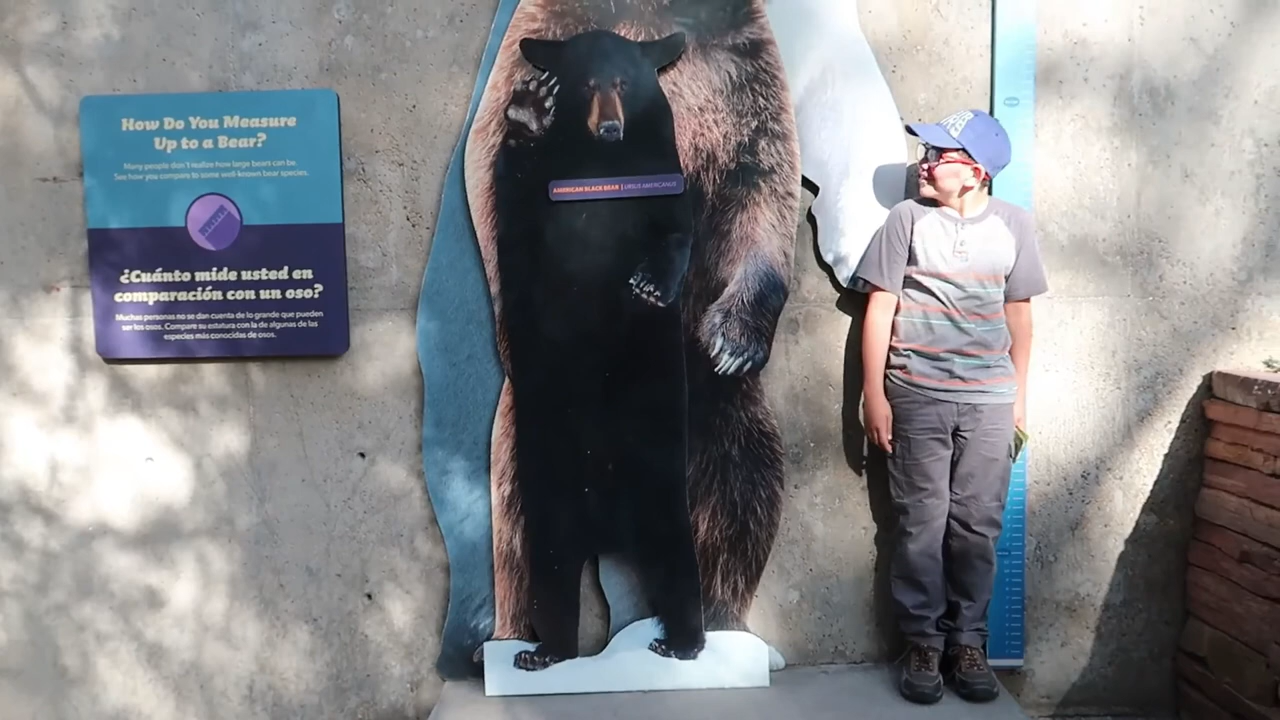 How Do You Measure
Up to a Bear?
Many people don't realize how large bears can be.
See how you compare to some well-known bear species.
¿Cuánto mide usted en
comparación con un oso?
Muchas personas no se dan cuenta de lo grande que pueden
ser los osos. Compare su estatura con la de algunas de las
especies más conocidas de osos.
AMERICAN BLACK BEAR | URSUS AMERICANUS